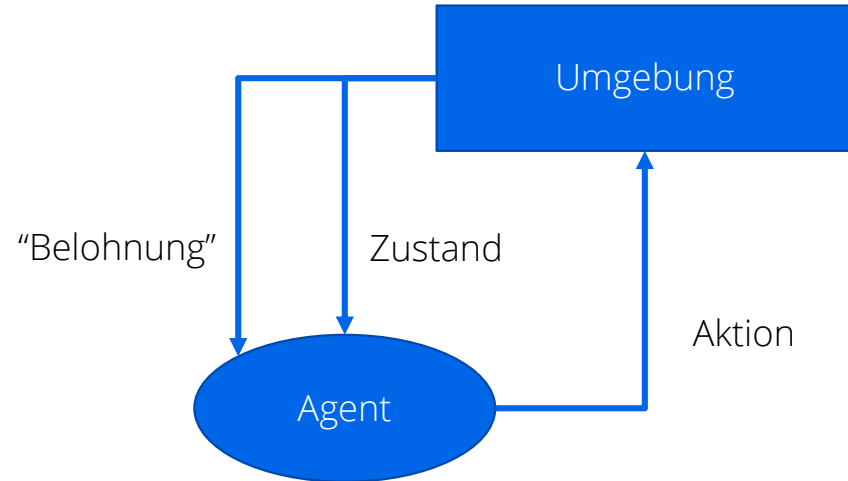 Umgebung
“Belohnung”
Zustand
Aktion
Agent